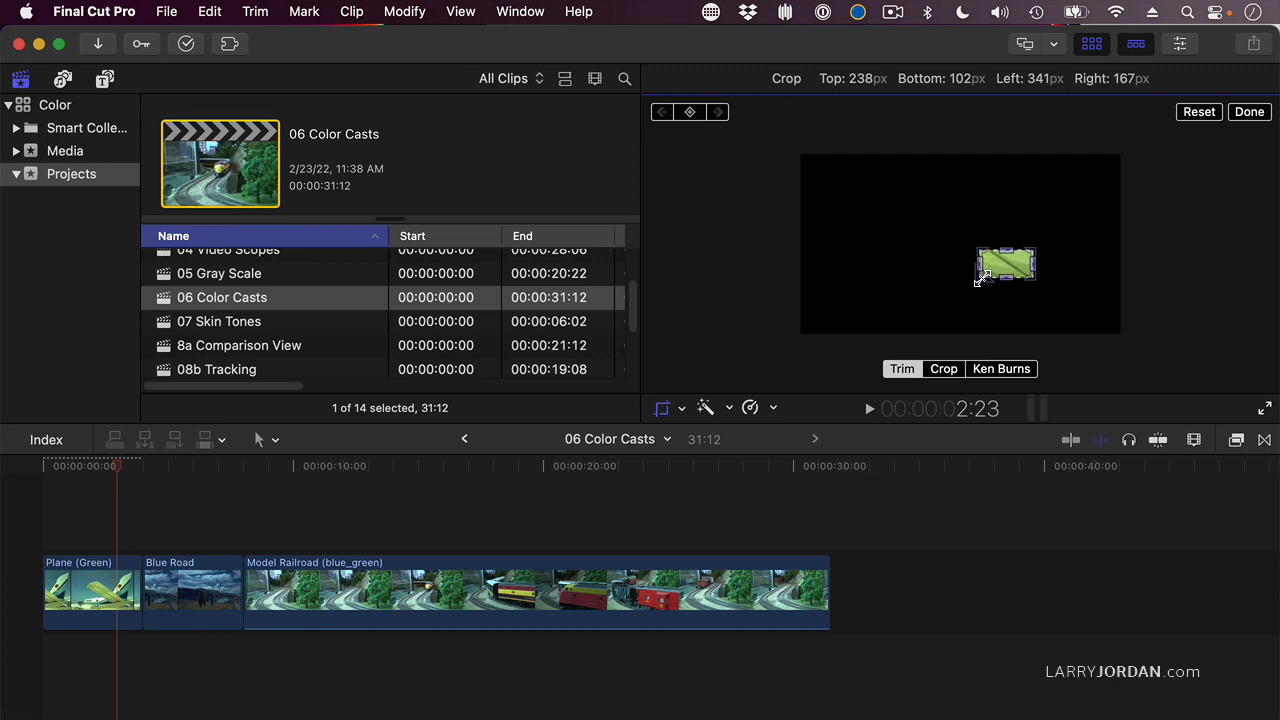 Final Cut Pro File Edit Trim Mark Clip Modify View Window Help
All Clips
Crop Top: 238px Bottom: 102px Left: 341px Right: 167px
Color
Smart Colle...
Media
Projects
06 Color Casts
2/23/22, 11:38 AM
00:00:31:12
Reset Done
Name Start End
04 Video Scopes 00:00:00:00 00:00:28:06
05 Gray Scale 00:00:00:00 00:00:20:22
06 Color Casts 00:00:00:00 00:00:31:12
07 Skin Tones 00:00:00:00 00:00:06:02
8a Comparison View 00:00:00:00 00:00:21:12
08b Tracking 00:00:00:00 00:00:19:08
Trim Crop Ken Burns
1 of 14 selected, 31:12
00:00:02:23
Index
06 Color Casts 31:12
00:00:00:00 00:00:10:00 00:00:20:00 00:00:30:00 00:00:40:00
Plane (Green) Blue Road Model Railroad (blue_green)
LARRYJORDAN.com